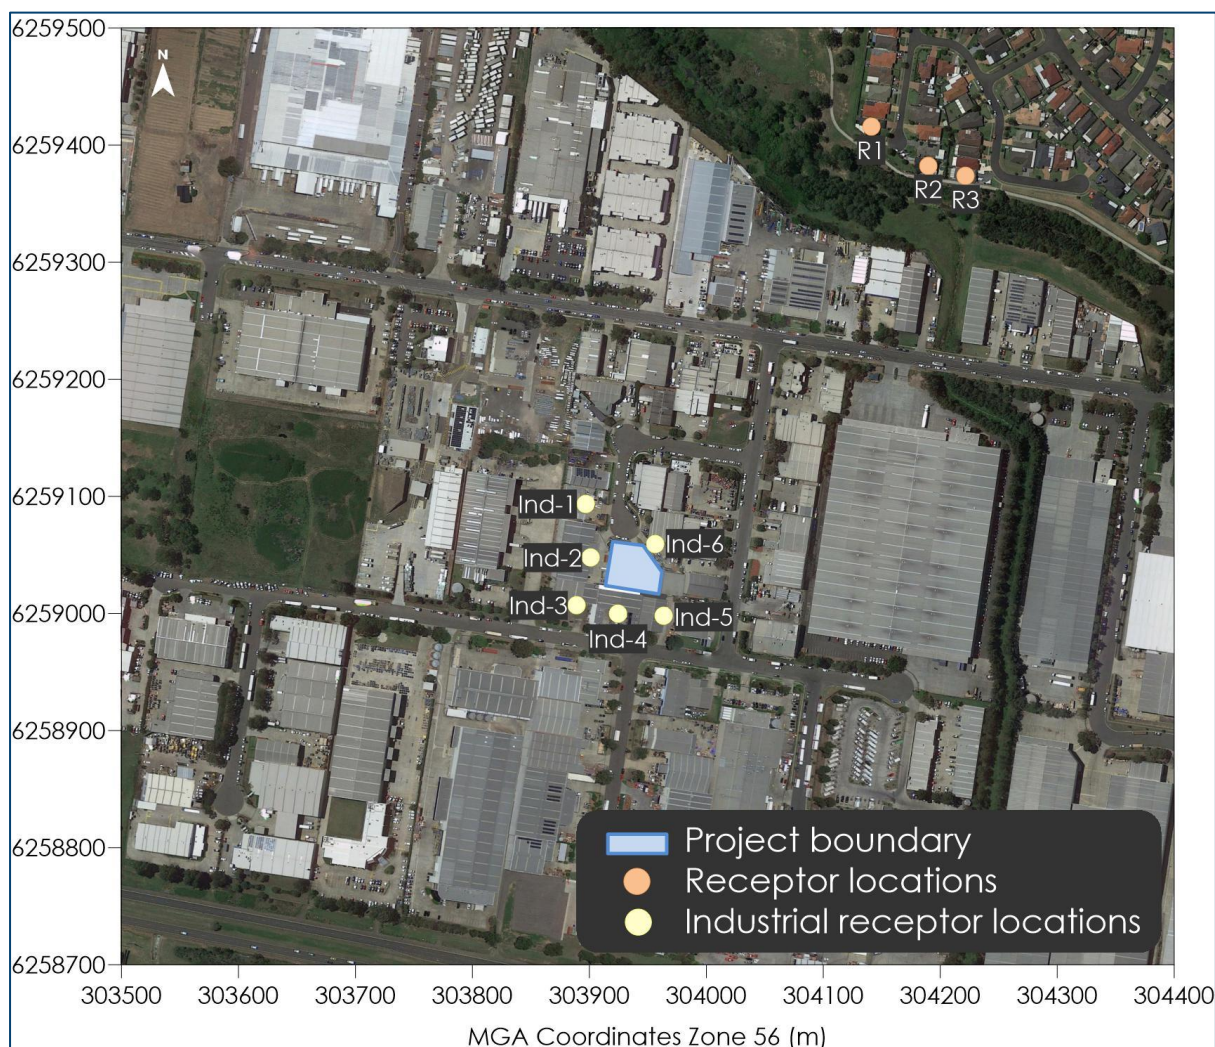 6259500
N
6259400
R1
R2
R3
6259300
6259200
6259100
Ind-1
Ind-6
Ind-2
Ind-3
6259000
Ind-5
Ind-4
6258900
6258800
Project boundary
Receptor locations
Industrial receptor locations
6258700
303500 303600 303700 303800 303900 304000 304100 304200 304300 304400
MGA Coordinates Zone 56 (m)